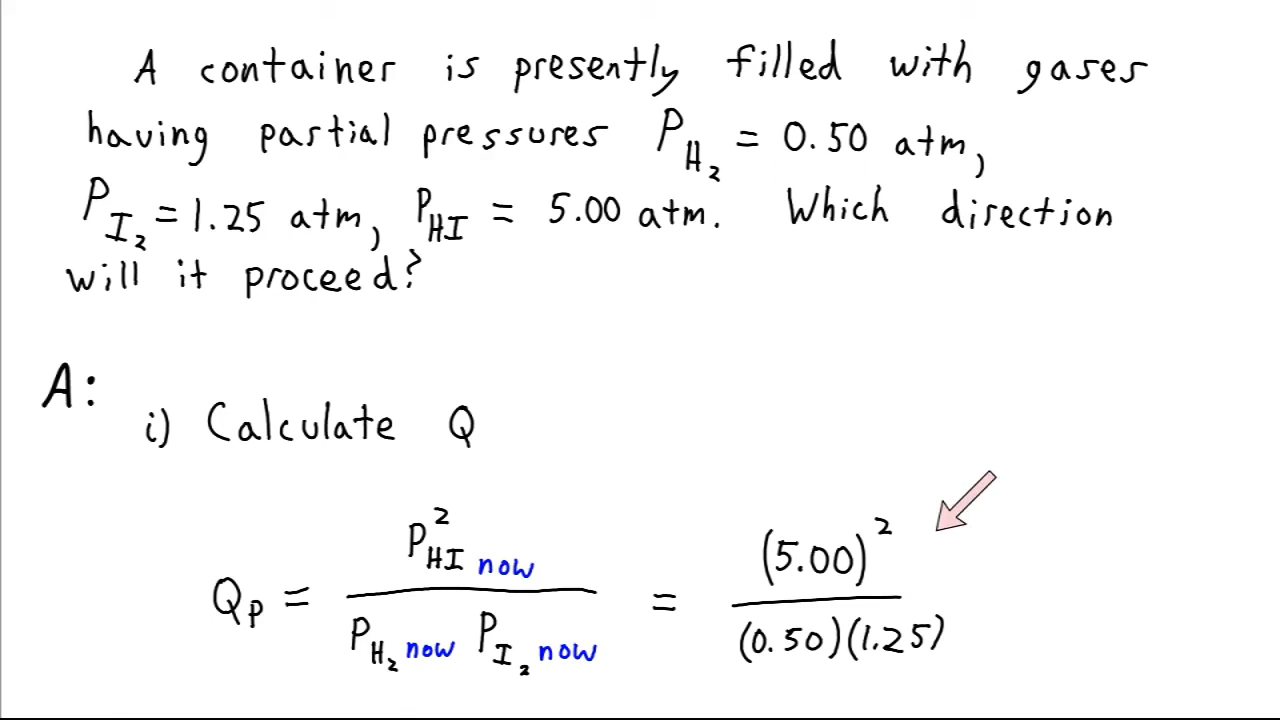 A container is presently filled with gases
having partial pressures P_H₂ = 0.50 atm,
P_I₂ = 1.25 atm, P_HI = 5.00 atm. Which direction
will it proceed?
A:
i) Calculate Q
Q_P = P²_HI now / P_H₂ now P_I₂ now = (5.00)² / (0.50)(1.25)